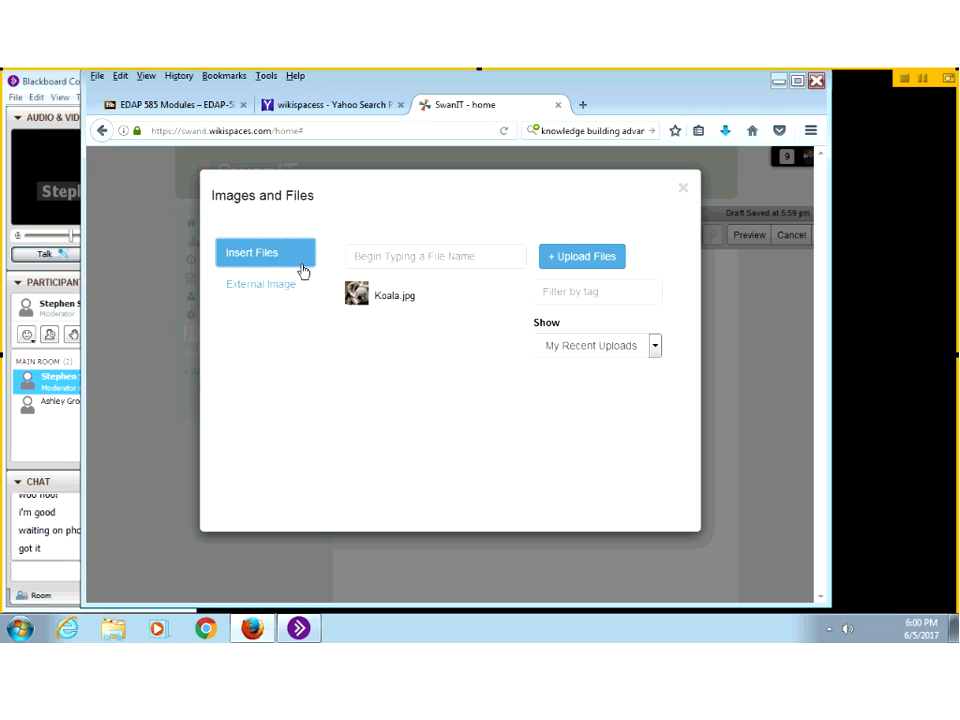 Blackboard Co
File Edit View
AUDIO & VID
Steph
Talk
PARTICIPAN
Stephen S
Moderator
MAIN ROOM (2)
Stephen
Moderator
Ashley Gro
CHAT
woo hoo!
i'm good
waiting on pho
got it
Room
File Edit View History Bookmarks Tools Help
EDAP 585 Modules – EDAP-5
wikispacess - Yahoo Search F
SwanIT - home
https://swanit.wikispaces.com/home#
knowledge building advar
9
Draft Saved at 5:59 pm
Preview Cancel
Images and Files
Insert Files
External Image
Begin Typing a File Name
+ Upload Files
Koala.jpg
Filter by tag
Show
My Recent Uploads
6:00 PM
6/5/2017